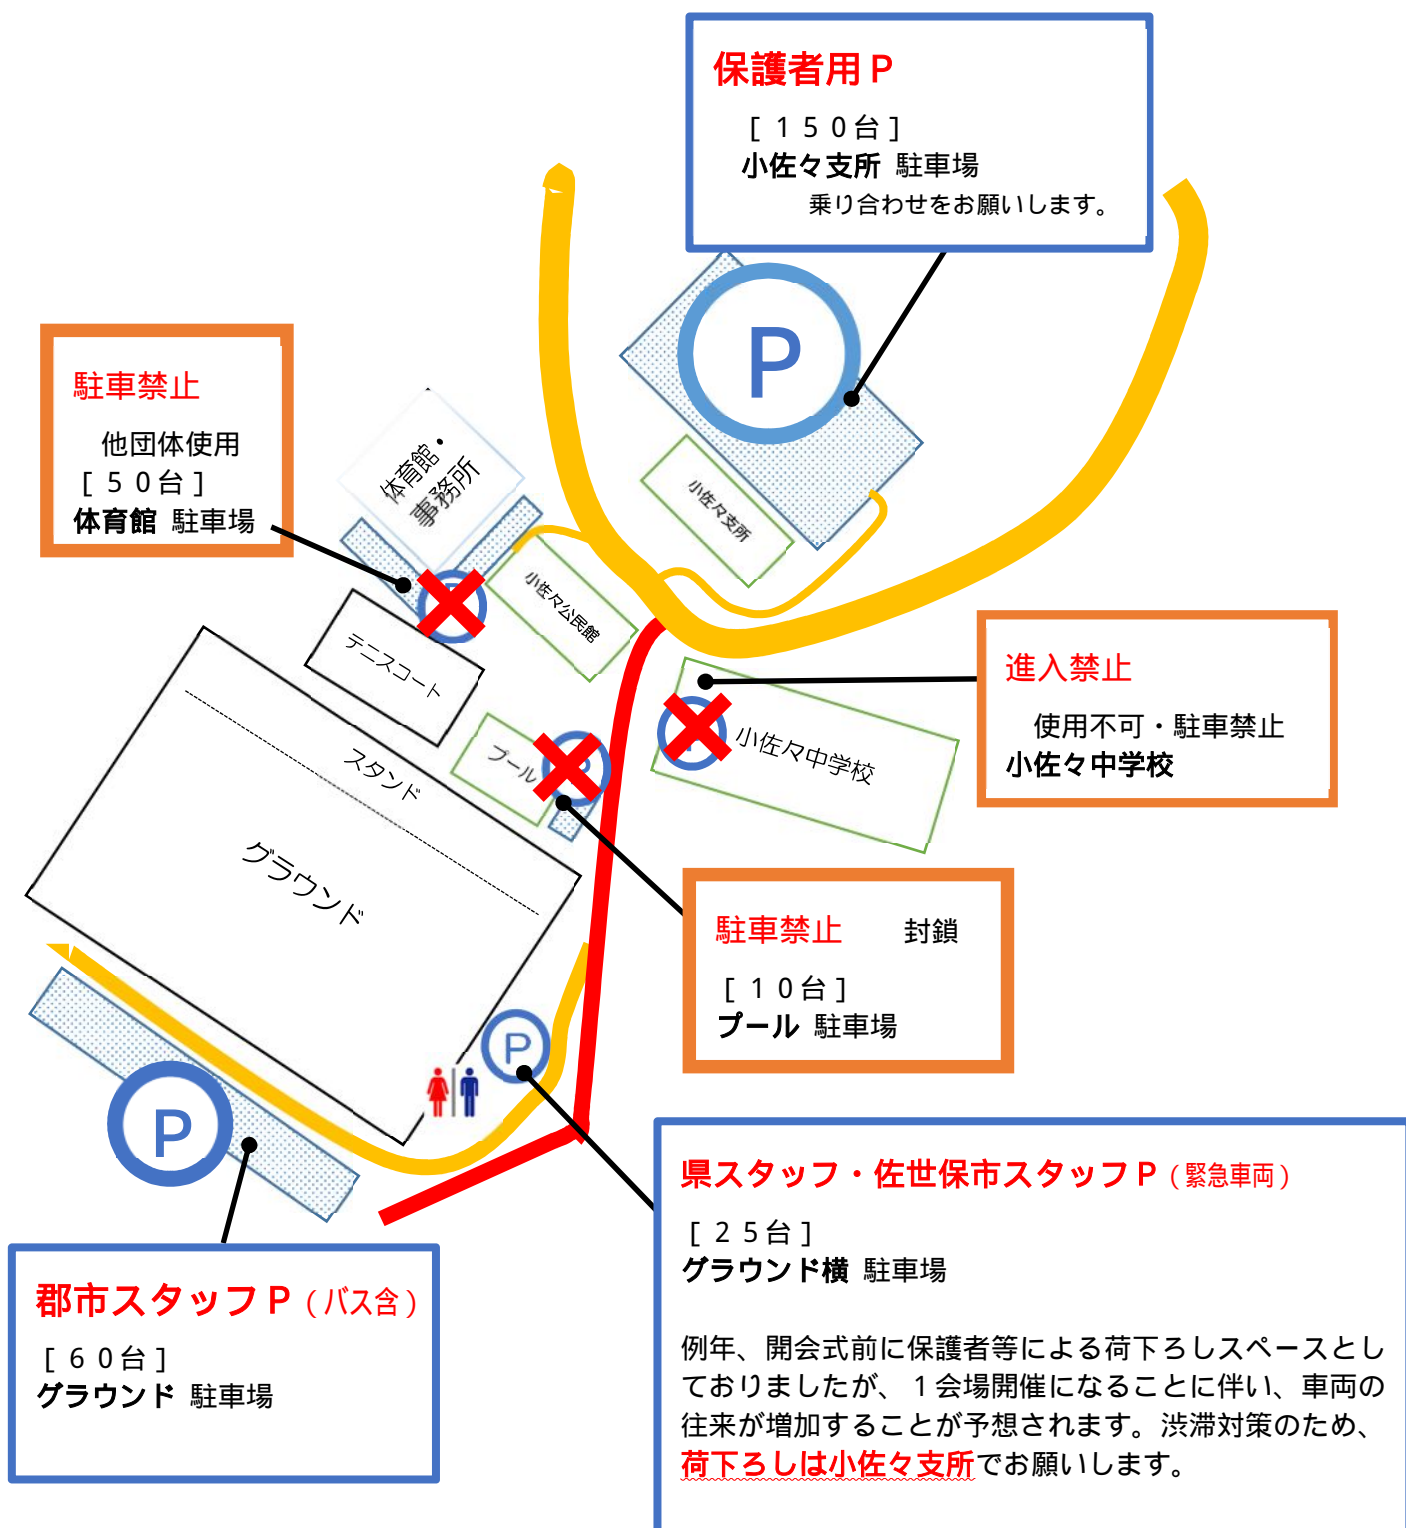 保護者用Ｐ
［１５０台］
小佐々支所 駐車場
乗り合わせをお願いします。
P
駐車禁止
他団体使用
［５０台］
体育館 駐車場
体育館・
事務所
小佐々支所
小佐々公民館
テニスコート
進入禁止
使用不可・駐車禁止
小佐々中学校
小佐々中学校
プール
スタンド
グラウンド
駐車禁止　封鎖
［１０台］
プール 駐車場
P
P
県スタッフ・佐世保市スタッフＰ（緊急車両）
［２５台］
グラウンド横 駐車場
例年、開会式前に保護者等による荷下ろしスペースとし
ておりましたが、１会場開催になることに伴い、車両の
往来が増加することが予想されます。渋滞対策のため、
荷下ろしは小佐々支所でお願いします。
郡市スタッフＰ（バス含）
［６０台］
グラウンド 駐車場